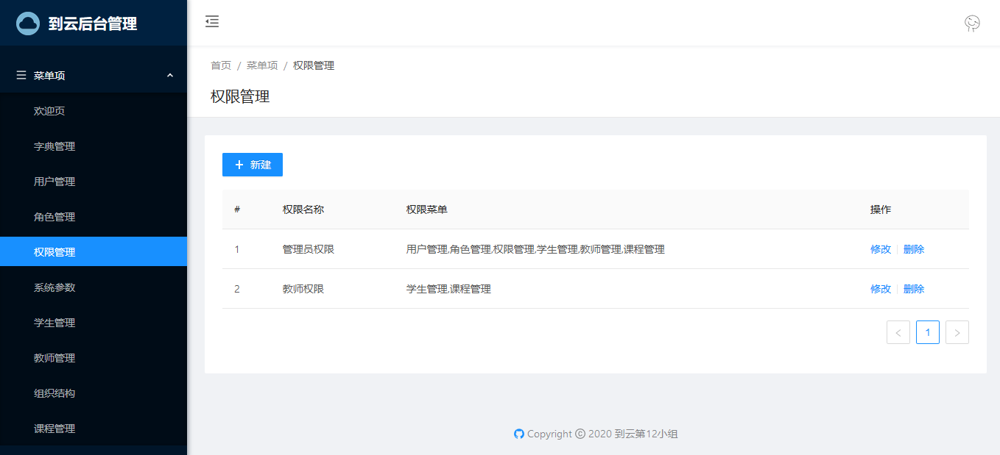 到云后台管理
菜单项
欢迎页
字典管理
用户管理
角色管理
权限管理
系统参数
学生管理
教师管理
组织结构
课程管理
首页 / 菜单项 / 权限管理
权限管理
+ 新建
# 权限名称 权限菜单 操作
1 管理员权限 用户管理,角色管理,权限管理,学生管理,教师管理,课程管理 修改 删除
2 教师权限 学生管理,课程管理 修改 删除
< 1 >
Copyright © 2020 到云第12小组